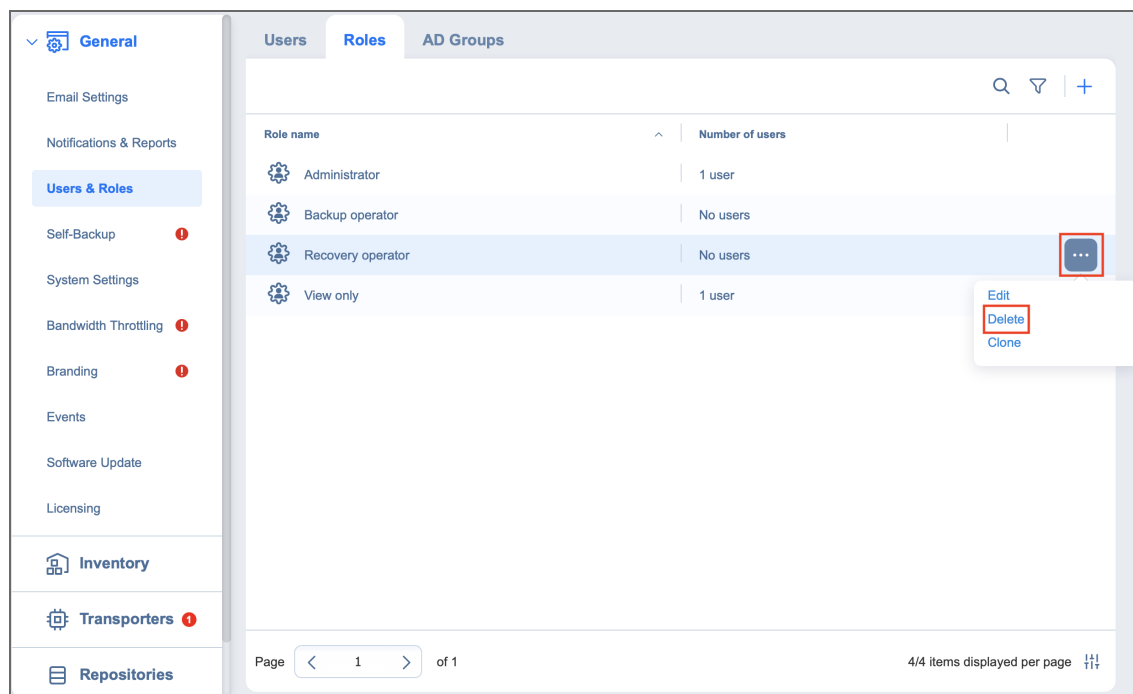 General
Email Settings
Notifications & Reports
Users & Roles
Self-Backup
System Settings
Bandwidth Throttling
Branding
Events
Software Update
Licensing
Inventory
Transporters 1
Repositories
Users Roles AD Groups
Role name Number of users
Administrator 1 user
Backup operator No users
Recovery operator No users
View only 1 user
Edit
Delete
Clone
Page 1 of 1
4/4 items displayed per page